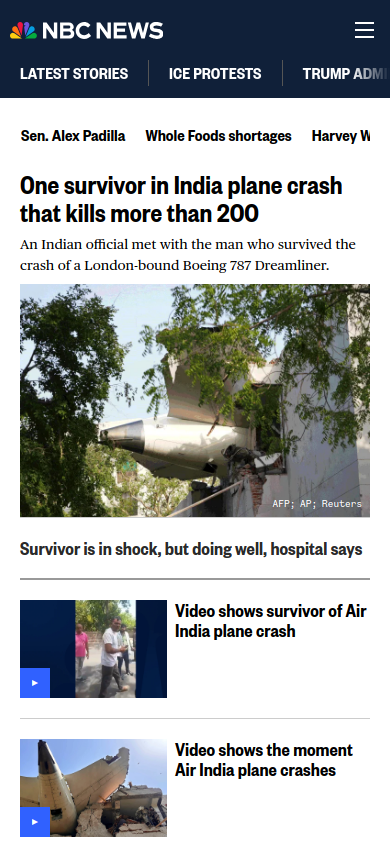 NBC NEWS
LATEST STORIES
ICE PROTESTS
TRUMP ADMI
Sen. Alex Padilla
Whole Foods shortages
Harvey W
One survivor in India plane crash
that kills more than 200
An Indian official met with the man who survived the
crash of a London-bound Boeing 787 Dreamliner.
AFP; AP; Reuters
Survivor is in shock, but doing well, hospital says
Video shows survivor of Air
India plane crash
Video shows the moment
Air India plane crashes